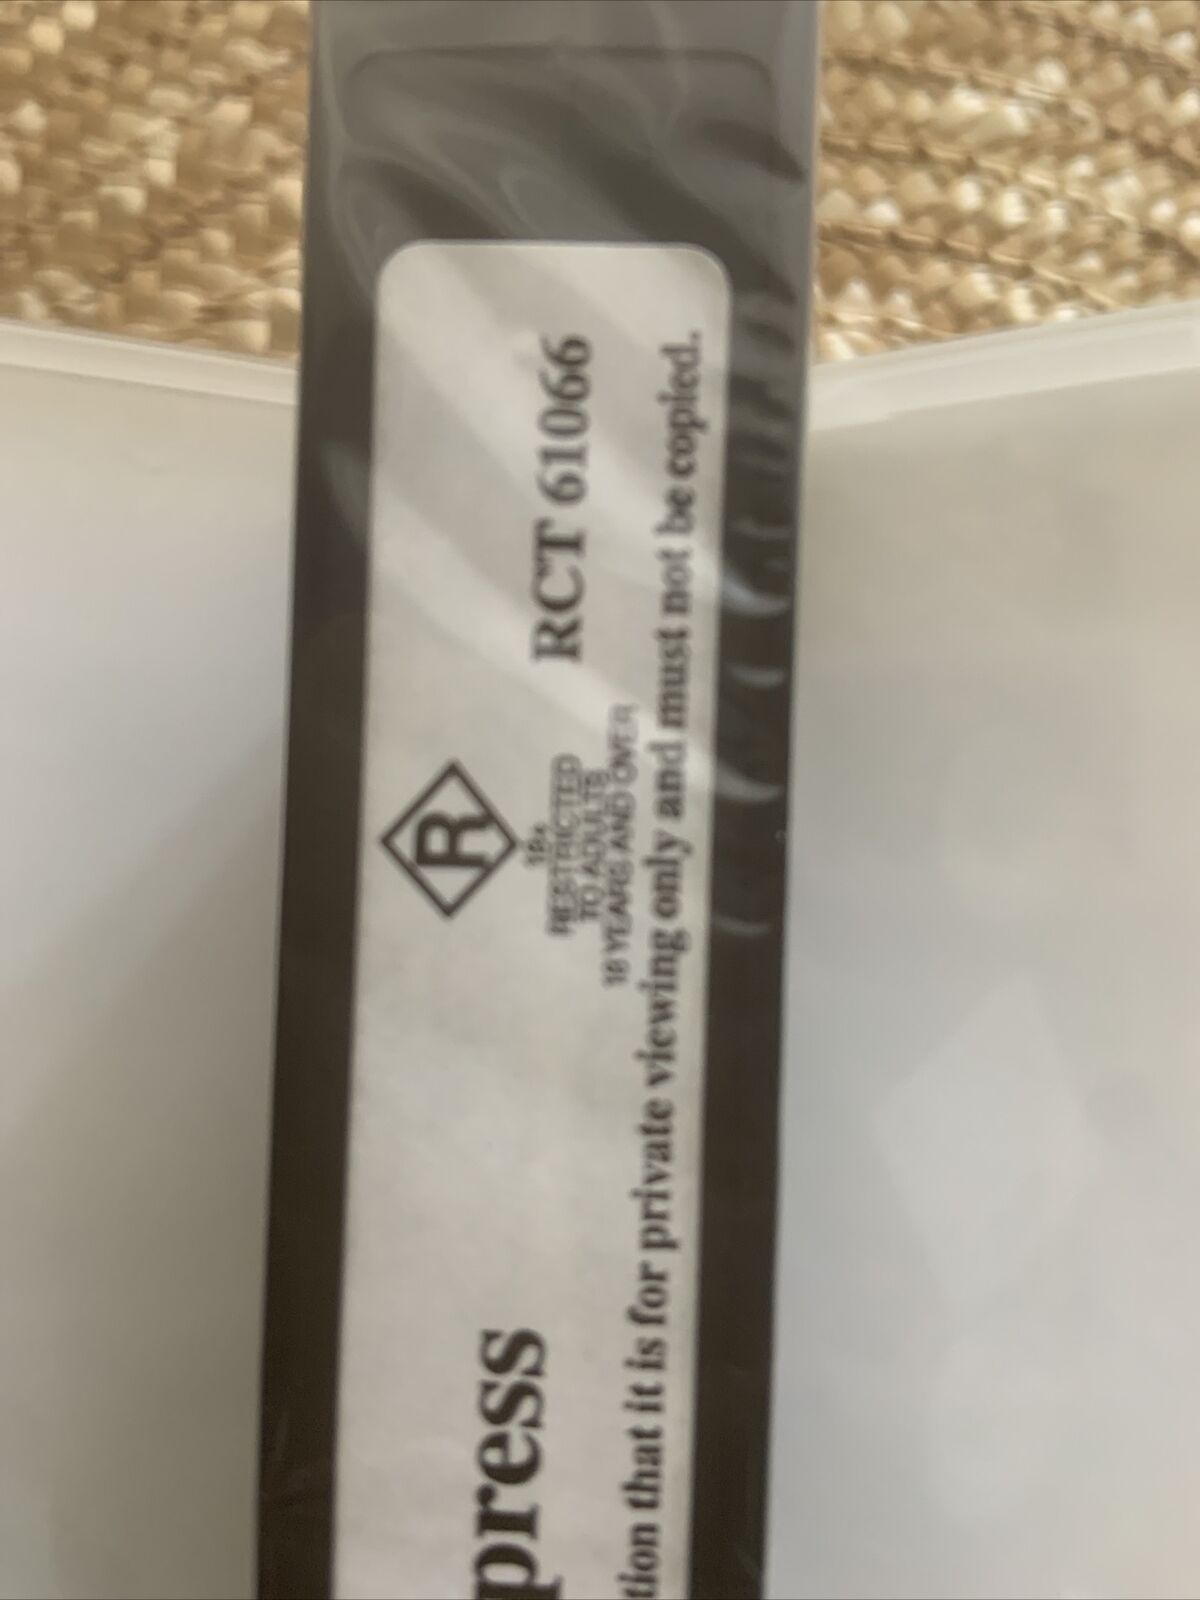 R
18+
RESTRICTED
TO ADULTS
18 YEARS AND OVER
press
RCT 61066
tion that it is for private viewing only and must not be copied.